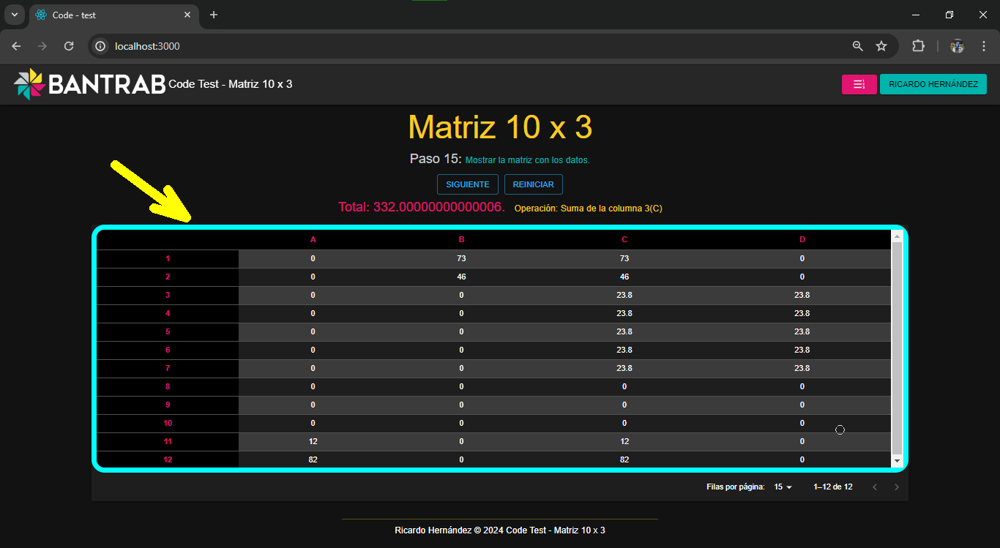 Code - test
localhost:3000
BANTRAB Code Test - Matriz 10 x 3
RICARDO HERNÁNDEZ
Matriz 10 x 3
Paso 15: Mostrar la matriz con los datos.
SIGUIENTE REINICIAR
Total: 332.00000000000006. Operación: Suma de la columna 3(C)
A B C D
1 0 73 73 0
2 0 46 46 0
3 0 0 23.8 23.8
4 0 0 23.8 23.8
5 0 0 23.8 23.8
6 0 0 23.8 23.8
7 0 0 23.8 23.8
8 0 0 0 0
9 0 0 0 0
10 0 0 0 0
11 12 0 12 0
12 82 0 82 0
Filas por página: 15 1–12 de 12
Ricardo Hernández © 2024 Code Test - Matriz 10 x 3